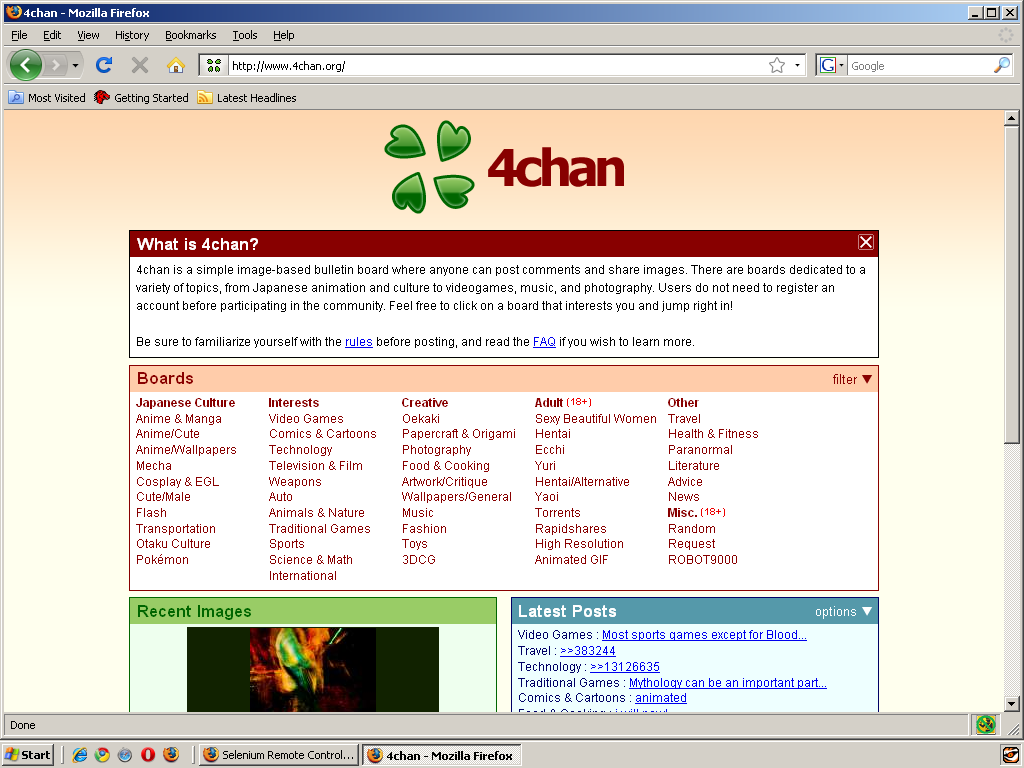 4chan - Mozilla Firefox
File Edit View History Bookmarks Tools Help
http://www.4chan.org/
G Google
Most Visited Getting Started Latest Headlines
4chan
What is 4chan?
4chan is a simple image-based bulletin board where anyone can post comments and share images. There are boards dedicated to a
variety of topics, from Japanese animation and culture to videogames, music, and photography. Users do not need to register an
account before participating in the community. Feel free to click on a board that interests you and jump right in!
Be sure to familiarize yourself with the rules before posting, and read the FAQ if you wish to learn more.
Boards
filter ▼
Japanese Culture
Anime & Manga
Anime/Cute
Anime/Wallpapers
Mecha
Cosplay & EGL
Cute/Male
Flash
Transportation
Otaku Culture
Pokémon
Interests
Video Games
Comics & Cartoons
Technology
Television & Film
Weapons
Auto
Animals & Nature
Traditional Games
Sports
Science & Math
International
Creative
Oekaki
Papercraft & Origami
Photography
Food & Cooking
Artwork/Critique
Wallpapers/General
Music
Fashion
Toys
3DCG
Adult (18+)
Sexy Beautiful Women
Hentai
Ecchi
Yuri
Hentai/Alternative
Yaoi
Torrents
Rapidshares
High Resolution
Animated GIF
Other
Travel
Health & Fitness
Paranormal
Literature
Advice
News
Misc. (18+)
Random
Request
ROBOT9000
Recent Images
Latest Posts
options ▼
Video Games : Most sports games except for Blood...
Travel : >>383244
Technology : >>13126635
Traditional Games : Mythology can be an important part...
Comics & Cartoons : animated
Done
Start
Selenium Remote Control...
4chan - Mozilla Firefox